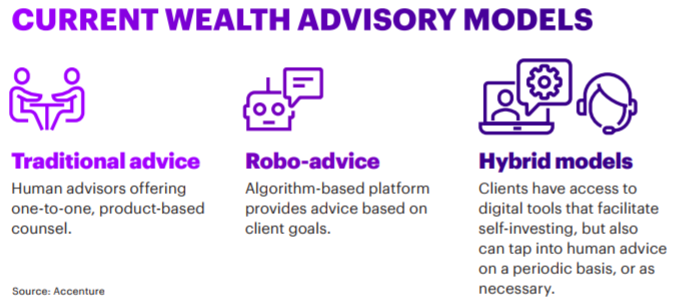 CURRENT WEALTH ADVISORY MODELS
Traditional advice
Human advisors offering
one-to-one, product-based
counsel.
Robo-advice
Algorithm-based platform
provides advice based on
client goals.
Hybrid models
Clients have access to
digital tools that facilitate
self-investing, but also
can tap into human advice
on a periodic basis, or as
necessary.
Source: Accenture